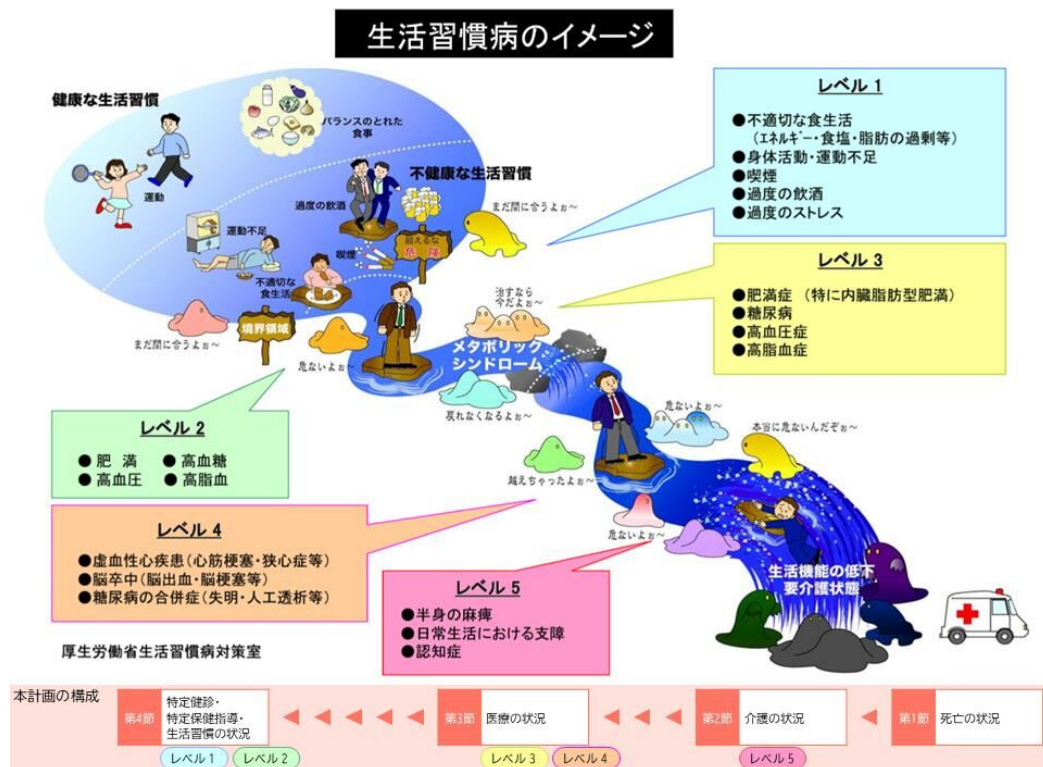 生活習慣病のイメージ
健康な生活習慣
バランスのとれた
食事
運動
不健康な生活習慣
過度の飲酒
超えるな
危険
喫煙
運動不足
不適切な
食生活
まだ間に合うよぉ～
境界領域
まだ間に合うよぉ～
危ないよぉ～
治すなら
今だよぉ～
メタボリック
シンドローム
戻れなくなるよぉ～
危ないよぉ～
越えちゃったよぉ～
本当に危ないんだぞぉ～
危ないよぉ～
生活機能の低下
要介護状態
レベル 1
●不適切な食生活
（エネルギー・食塩・脂肪の過剰等）
●身体活動・運動不足
●喫煙
●過度の飲酒
●過度のストレス
レベル 3
●肥満症 （特に内臓脂肪型肥満）
●糖尿病
●高血圧症
●高脂血症
レベル 2
● 肥 満 ● 高血糖
● 高血圧 ● 高脂血
レベル 4
●虚血性心疾患（心筋梗塞・狭心症等）
●脳卒中（脳出血・脳梗塞等）
●糖尿病の合併症（失明・人工透析等）
レベル 5
●半身の麻痺
●日常生活における支障
●認知症
厚生労働省生活習慣病対策室
本計画の構成
第4節
特定健診・
特定保健指導・
生活習慣の状況
第3節 医療の状況
第2節 介護の状況
第1節 死亡の状況
レベル 1 レベル 2 レベル 3 レベル 4 レベル 5